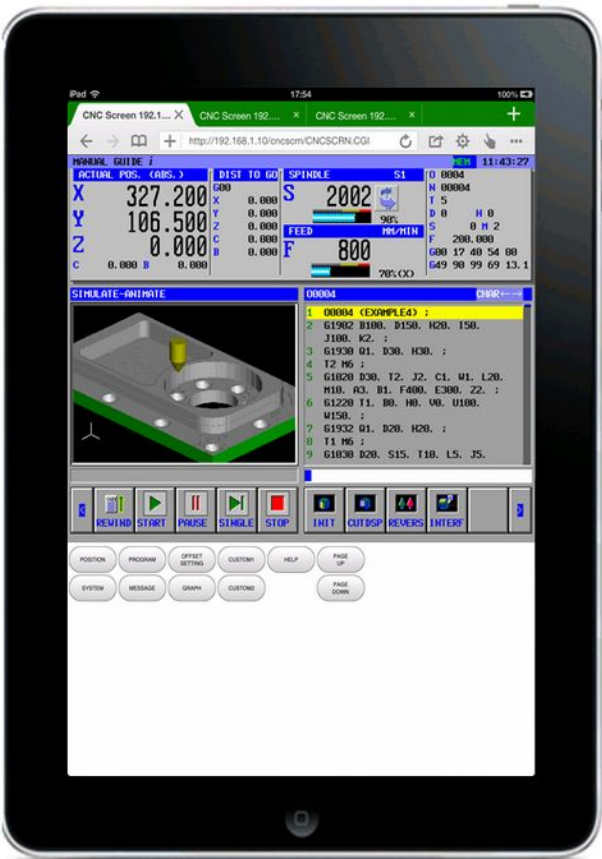 iPad 17:54 100%
CNC Screen 192.1... X CNC Screen 192.... × CNC Screen 192.... × +
http://192.168.1.10/cncscrn/CNCSCRN.CGI
MANUAL GUIDE i MEM 11:43:27
ACTUAL POS. (ABS.) DIST TO GO SPINDLE S1 O 0004
G00 N 00004
X 327.200 X 0.000 S 2002 T 5
Y 106.500 Y 0.000 90% D 0 H 0
Z 0.000 Z 0.000 FEED MM/MIN S 0 M 2
C 0.000 F 800 F 200.000
B 0.000 G00 17 40 54 80
C 0.000 B 0.000 70%(X) G49 98 99 69 13.1
SIMULATE-ANIMATE
O0004 CHAR←→
1 O0004 (EXAMPLE4) ;
2 G1902 B100. D150. H20. I50.
J100. K2. ;
3 G1930 Q1. D30. H30. ;
4 T2 M6 ;
5 G1020 D30. T2. J2. C1. W1. L20.
M10. A3. B1. F400. E300. Z2. ;
6 G1220 T1. B0. H0. V0. U100.
W150. ;
7 G1932 Q1. D20. H20. ;
8 T1 M6 ;
9 G1030 D20. S15. T10. L5. J5.
< REWIND START PAUSE SINGLE STOP INIT CUTDSP REVERS INTERF >
POSITION PROGRAM OFFSET SETTING CUSTOM1 HELP PAGE UP
SYSTEM MESSAGE GRAPH CUSTOM2 PAGE DOWN